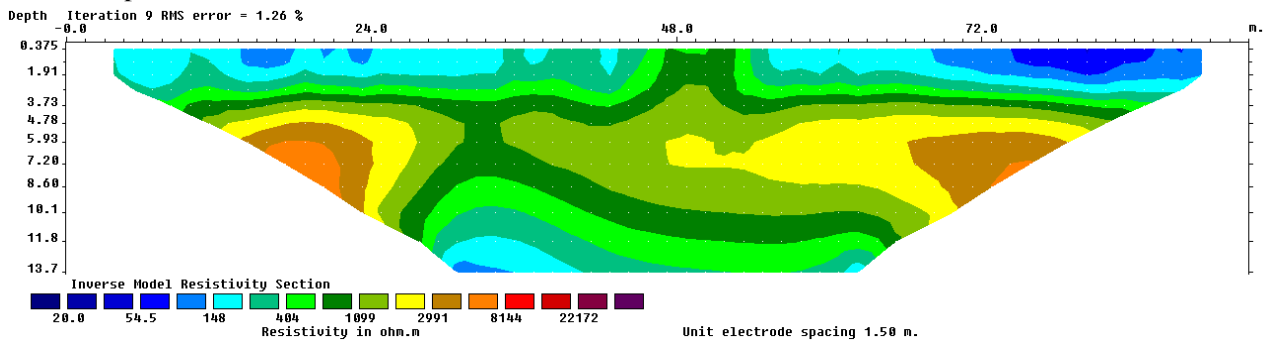 Depth Iteration 9 RMS error = 1.26 %
-0.0 24.0 48.0 72.0 m.
0.375
1.91
3.73
4.78
5.93
7.20
8.60
10.1
11.8
13.7
Inverse Model Resistivity Section
20.0 54.5 148 404 1099 2991 8144 22172
Resistivity in ohm.m Unit electrode spacing 1.50 m.